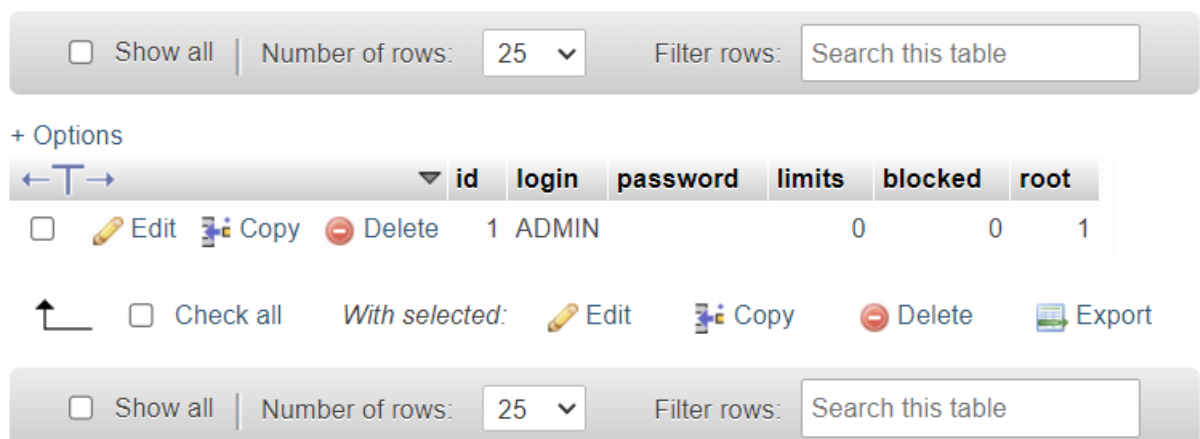 Show all Number of rows: 25 Filter rows: Search this table
+ Options
id login password limits blocked root
Edit Copy Delete 1 ADMIN 0 0 1
Check all With selected: Edit Copy Delete Export
Show all Number of rows: 25 Filter rows: Search this table